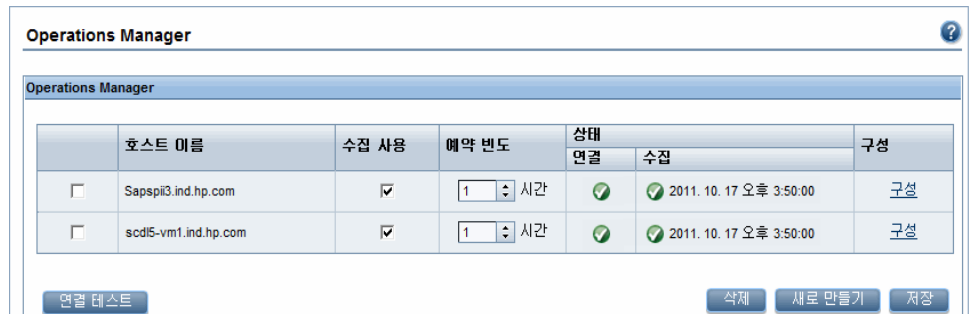 Operations Manager
?
Operations Manager
호스트 이름 수집 사용 예약 빈도 상태 구성
연결 수집
Sapspii3.ind.hp.com 1 시간 2011. 10. 17 오후 3:50:00 구성
scdl5-vm1.ind.hp.com 1 시간 2011. 10. 17 오후 3:50:00 구성
연결 테스트 삭제 새로 만들기 저장